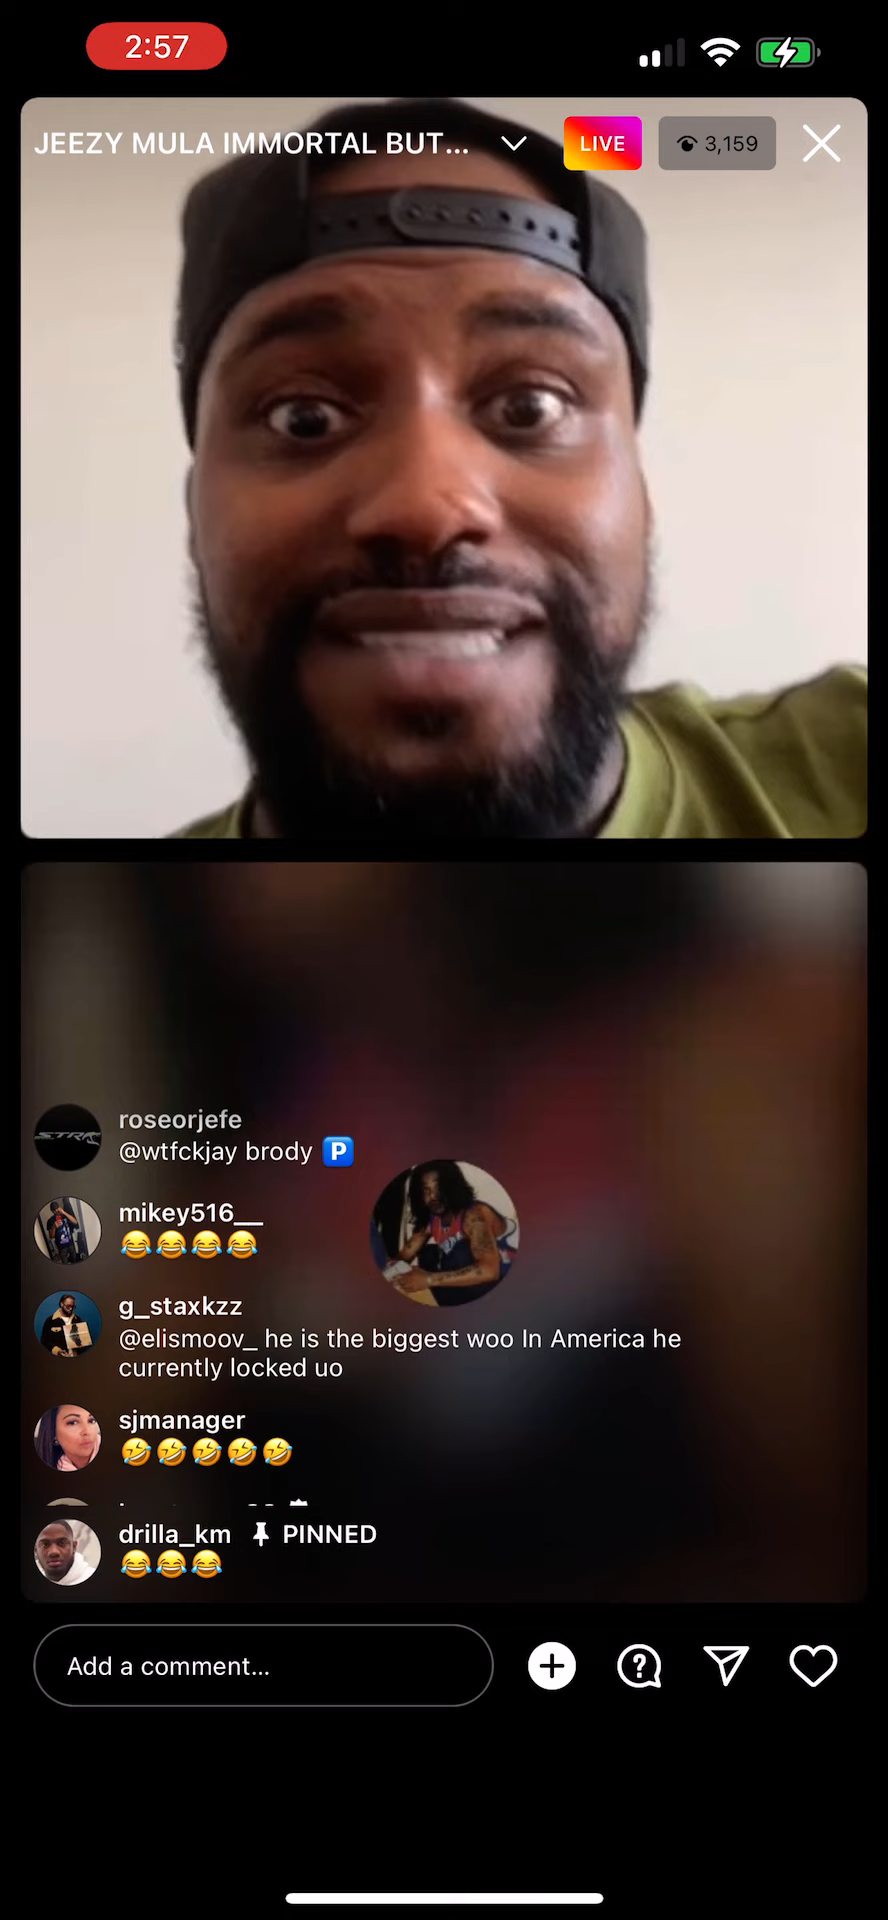 2:57
JEEZY MULA IMMORTAL BUT...
LIVE
3,159
roseorjefe
@wtfckjay brody 🅿️
mikey516__
😂😂😂😂
g_staxkzz
@elismoov_ he is the biggest woo In America he
currently locked uo
sjmanager
🤣🤣🤣🤣🤣
drilla_km PINNED
😂😂😂
Add a comment...